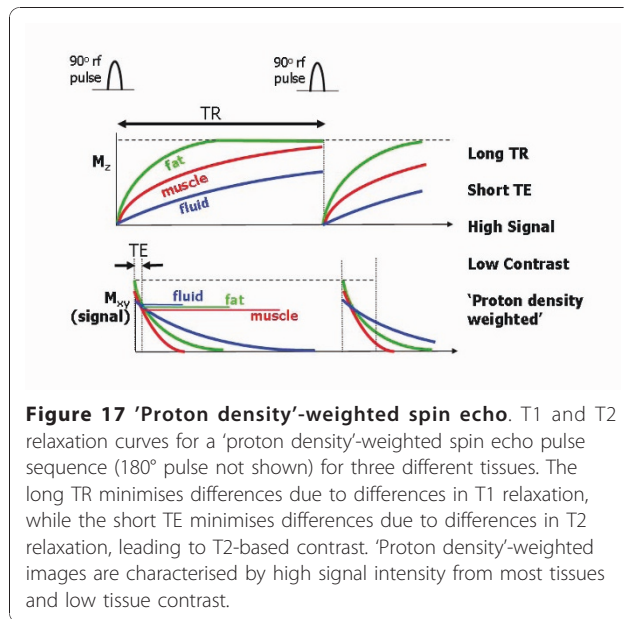 90° rf
pulse
90° rf
pulse
TR
Mz
fat
muscle
fluid
Long TR
Short TE
High Signal
Low Contrast
'Proton density
weighted'
TE
Mxy
(signal)
fluid
fat
muscle
Figure 17 'Proton density'-weighted spin echo. T1 and T2
relaxation curves for a 'proton density'-weighted spin echo pulse
sequence (180° pulse not shown) for three different tissues. The
long TR minimises differences due to differences in T1 relaxation,
while the short TE minimises differences due to differences in T2
relaxation, leading to T2-based contrast. 'Proton density'-weighted
images are characterised by high signal intensity from most tissues
and low tissue contrast.